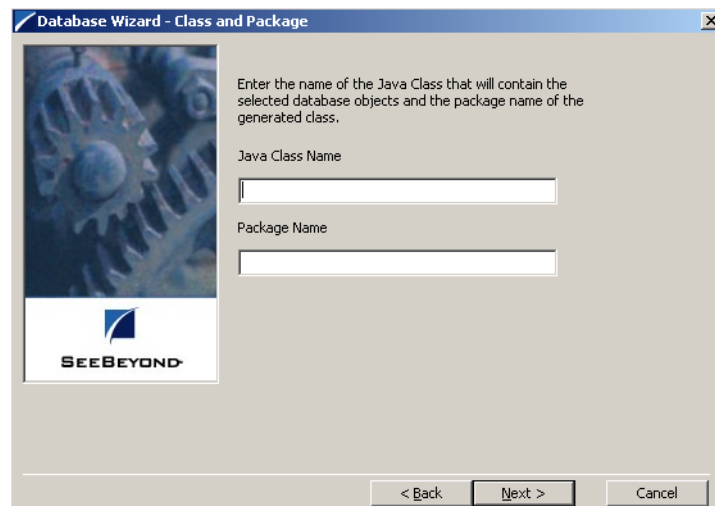 Database Wizard - Class and Package
Enter the name of the Java Class that will contain the
selected database objects and the package name of the
generated class.
Java Class Name
Package Name
SEEBEYOND
< Back
Next >
Cancel